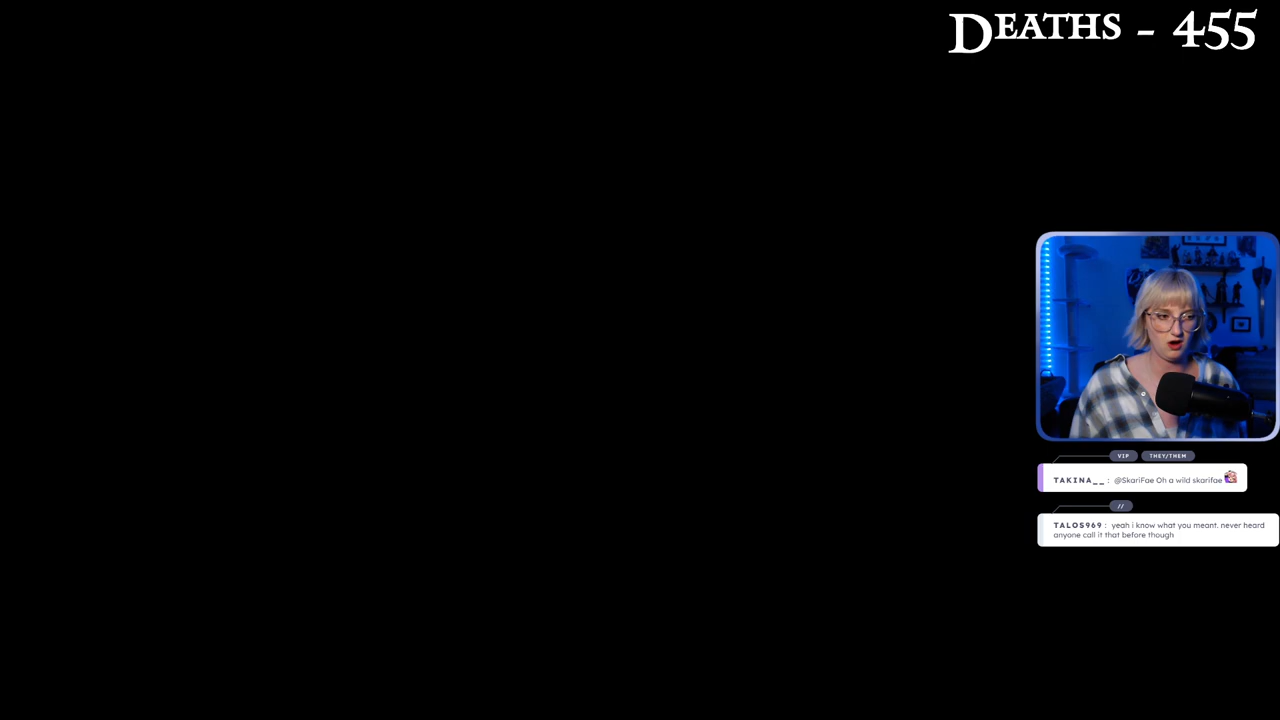 DEATHS - 455
VIP THEY/THEM
TAKINA__ : @SkariFae Oh a wild skarifae
//
TALOS969 : yeah i know what you meant. never heard
anyone call it that before though